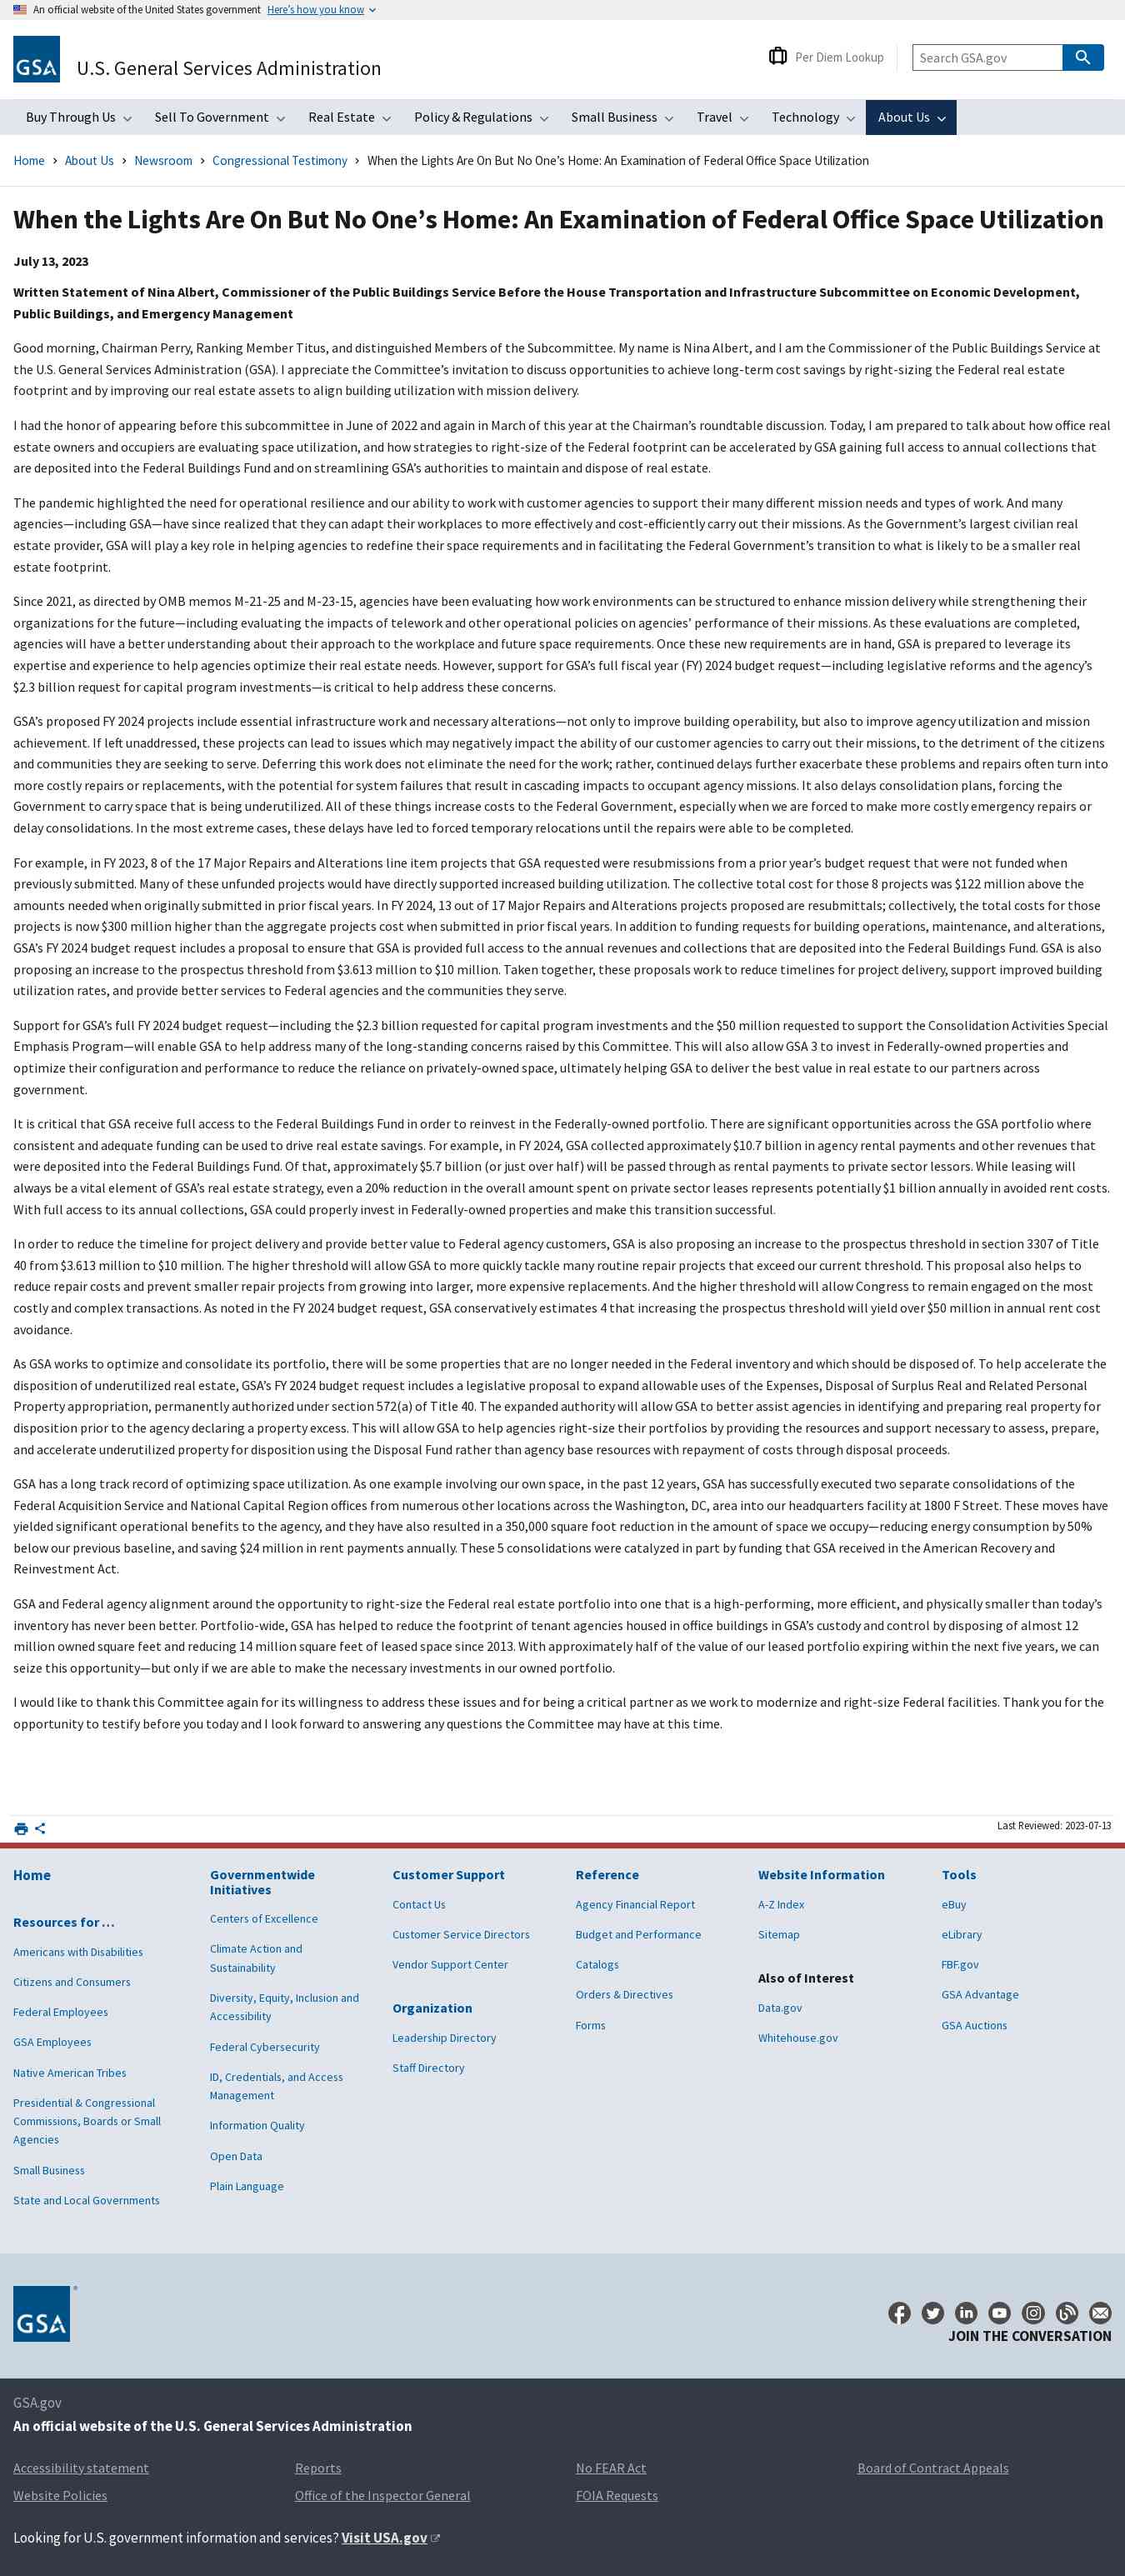 An official website of the United States government Here's how you know
GSA
U.S. General Services Administration
Per Diem Lookup
Search GSA.gov
Buy Through Us
Sell To Government
Real Estate
Policy & Regulations
Small Business
Travel
Technology
About Us
Home > About Us > Newsroom > Congressional Testimony > When the Lights Are On But No One’s Home: An Examination of Federal Office Space Utilization
When the Lights Are On But No One’s Home: An Examination of Federal Office Space Utilization
July 13, 2023
Written Statement of Nina Albert, Commissioner of the Public Buildings Service Before the House Transportation and Infrastructure Subcommittee on Economic Development,
Public Buildings, and Emergency Management
Good morning, Chairman Perry, Ranking Member Titus, and distinguished Members of the Subcommittee. My name is Nina Albert, and I am the Commissioner of the Public Buildings Service at
the U.S. General Services Administration (GSA). I appreciate the Committee’s invitation to discuss opportunities to achieve long-term cost savings by right-sizing the Federal real estate
footprint and by improving our real estate assets to align building utilization with mission delivery.
I had the honor of appearing before this subcommittee in June of 2022 and again in March of this year at the Chairman’s roundtable discussion. Today, I am prepared to talk about how office real
estate owners and occupiers are evaluating space utilization, and how strategies to right-size of the Federal footprint can be accelerated by GSA gaining full access to annual collections that
are deposited into the Federal Buildings Fund and on streamlining GSA’s authorities to maintain and dispose of real estate.
The pandemic highlighted the need for operational resilience and our ability to work with customer agencies to support their many different mission needs and types of work. And many
agencies—including GSA—have since realized that they can adapt their workplaces to more effectively and cost-efficiently carry out their missions. As the Government’s largest civilian real
estate provider, GSA will play a key role in helping agencies to redefine their space requirements and in facilitating the Federal Government’s transition to what is likely to be a smaller real
estate footprint.
Since 2021, as directed by OMB memos M-21-25 and M-23-15, agencies have been evaluating how work environments can be structured to enhance mission delivery while strengthening their
organizations for the future—including evaluating the impacts of telework and other operational policies on agencies’ performance of their missions. As these evaluations are completed,
agencies will have a better understanding about their approach to the workplace and future space requirements. Once these new requirements are in hand, GSA is prepared to leverage its
expertise and experience to help agencies optimize their real estate needs. However, support for GSA’s full fiscal year (FY) 2024 budget request—including legislative reforms and the agency’s
$2.3 billion request for capital program investments—is critical to help address these concerns.
GSA’s proposed FY 2024 projects include essential infrastructure work and necessary alterations—not only to improve building operability, but also to improve agency utilization and mission
achievement. If left unaddressed, these projects can lead to issues which may negatively impact the ability of our customer agencies to carry out their missions, to the detriment of the citizens
and communities they are seeking to serve. Deferring this work does not eliminate the need for the work; rather, continued delays further exacerbate these problems and repairs often turn into
more costly repairs or replacements, with the potential for system failures that result in cascading impacts to occupant agency missions. It also delays consolidation plans, forcing the
Government to carry space that is being underutilized. All of these things increase costs to the Federal Government, especially when we are forced to make more costly emergency repairs or
delay consolidations. In the most extreme cases, these delays have led to forced temporary relocations until the repairs were able to be completed.
For example, in FY 2023, 8 of the 17 Major Repairs and Alterations line item projects that GSA requested were resubmissions from a prior year’s budget request that were not funded when
previously submitted. Many of these unfunded projects would have directly supported increased building utilization. The collective total cost for those 8 projects was $122 million above the
amounts needed when originally submitted in prior fiscal years. In FY 2024, 13 out of 17 Major Repairs and Alterations projects proposed are resubmittals; collectively, the total costs for those
projects is now $300 million higher than the aggregate projects cost when submitted in prior fiscal years. In addition to funding requests for building operations, maintenance, and alterations,
GSA’s FY 2024 budget request includes a proposal to ensure that GSA is provided full access to the annual revenues and collections that are deposited into the Federal Buildings Fund. GSA is also
proposing an increase to the prospectus threshold from $3.613 million to $10 million. Taken together, these proposals work to reduce timelines for project delivery, support improved building
utilization rates, and provide better services to Federal agencies and the communities they serve.
Support for GSA’s full FY 2024 budget request—including the $2.3 billion requested for capital program investments and the $50 million requested to support the Consolidation Activities Special
Emphasis Program—will enable GSA to help address many of the long-standing concerns raised by this Committee. This will also allow GSA 3 to invest in Federally-owned properties and
optimize their configuration and performance to reduce the reliance on privately-owned space, ultimately helping GSA to deliver the best value in real estate to our partners across
government.
It is critical that GSA receive full access to the Federal Buildings Fund in order to reinvest in the Federally-owned portfolio. There are significant opportunities across the GSA portfolio where
consistent and adequate funding can be used to drive real estate savings. For example, in FY 2024, GSA collected approximately $10.7 billion in agency rental payments and other revenues that
were deposited into the Federal Buildings Fund. Of that, approximately $5.7 billion (or just over half) will be passed through as rental payments to private sector lessors. While leasing will
always be a vital element of GSA’s real estate strategy, even a 20% reduction in the overall amount spent on private sector leases represents potentially $1 billion annually in avoided rent costs.
With full access to its annual collections, GSA could properly invest in Federally-owned properties and make this transition successful.
In order to reduce the timeline for project delivery and provide better value to Federal agency customers, GSA is also proposing an increase to the prospectus threshold in section 3307 of Title
40 from $3.613 million to $10 million. The higher threshold will allow GSA to more quickly tackle many routine repair projects that exceed our current threshold. This proposal also helps to
reduce repair costs and prevent smaller repair projects from growing into larger, more expensive replacements. And the higher threshold will allow Congress to remain engaged on the most
costly and complex transactions. As noted in the FY 2024 budget request, GSA conservatively estimates 4 that increasing the prospectus threshold will yield over $50 million in annual rent cost
avoidance.
As GSA works to optimize and consolidate its portfolio, there will be some properties that are no longer needed in the Federal inventory and which should be disposed of. To help accelerate the
disposition of underutilized real estate, GSA’s FY 2024 budget request includes a legislative proposal to expand allowable uses of the Expenses, Disposal of Surplus Real and Related Personal
Property appropriation, permanently authorized under section 572(a) of Title 40. The expanded authority will allow GSA to better assist agencies in identifying and preparing real property for
disposition prior to the agency declaring a property excess. This will allow GSA to help agencies right-size their portfolios by providing the resources and support necessary to assess, prepare,
and accelerate underutilized property for disposition using the Disposal Fund rather than agency base resources with repayment of costs through disposal proceeds.
GSA has a long track record of optimizing space utilization. As one example involving our own space, in the past 12 years, GSA has successfully executed two separate consolidations of the
Federal Acquisition Service and National Capital Region offices from numerous other locations across the Washington, DC, area into our headquarters facility at 1800 F Street. These moves have
yielded significant operational benefits to the agency, and they have also resulted in a 350,000 square foot reduction in the amount of space we occupy—reducing energy consumption by 50%
below our previous baseline, and saving $24 million in rent payments annually. These 5 consolidations were catalyzed in part by funding that GSA received in the American Recovery and
Reinvestment Act.
GSA and Federal agency alignment around the opportunity to right-size the Federal real estate portfolio into one that is a high-performing, more efficient, and physically smaller than today’s
inventory has never been better. Portfolio-wide, GSA has helped to reduce the footprint of tenant agencies housed in office buildings in GSA’s custody and control by disposing of almost 12
million owned square feet and reducing 14 million square feet of leased space since 2013. With approximately half of the value of our leased portfolio expiring within the next five years, we can
seize this opportunity—but only if we are able to make the necessary investments in our owned portfolio.
I would like to thank this Committee again for its willingness to address these issues and for being a critical partner as we work to modernize and right-size Federal facilities. Thank you for the
opportunity to testify before you today and I look forward to answering any questions the Committee may have at this time.
Last Reviewed: 2023-07-13
Home
Resources for …
Americans with Disabilities
Citizens and Consumers
Federal Employees
GSA Employees
Native American Tribes
Presidential & Congressional
Commissions, Boards or Small
Agencies
Small Business
State and Local Governments
Governmentwide
Initiatives
Centers of Excellence
Climate Action and
Sustainability
Diversity, Equity, Inclusion and
Accessibility
Federal Cybersecurity
ID, Credentials, and Access
Management
Information Quality
Open Data
Plain Language
Customer Support
Contact Us
Customer Service Directors
Vendor Support Center
Organization
Leadership Directory
Staff Directory
Reference
Agency Financial Report
Budget and Performance
Catalogs
Orders & Directives
Forms
Website Information
A-Z Index
Sitemap
Also of Interest
Data.gov
Whitehouse.gov
Tools
eBuy
eLibrary
FBF.gov
GSA Advantage
GSA Auctions
GSA
JOIN THE CONVERSATION
GSA.gov
An official website of the U.S. General Services Administration
Accessibility statement
Reports
No FEAR Act
Board of Contract Appeals
Website Policies
Office of the Inspector General
FOIA Requests
Looking for U.S. government information and services? Visit USA.gov